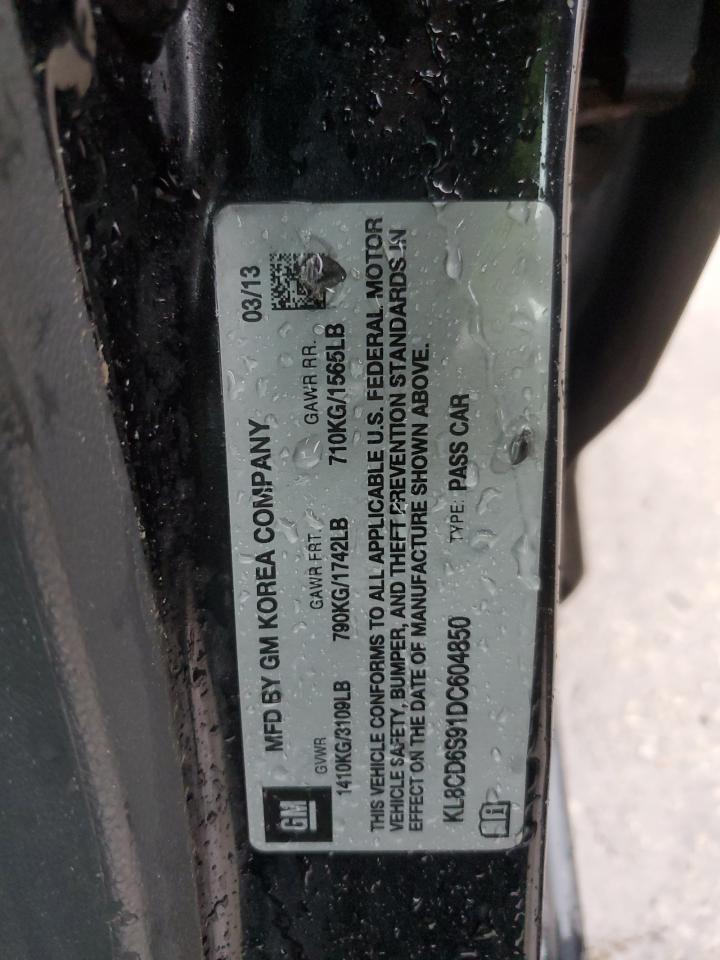 MFD BY GM KOREA COMPANY 03/13
GM
GVWR GAWR FRT. GAWR RR.
1410KG/3109LB 790KG/1742LB 710KG/1565LB
THIS VEHICLE CONFORMS TO ALL APPLICABLE U.S. FEDERAL MOTOR
VEHICLE SAFETY, BUMPER, AND THEFT PREVENTION STANDARDS IN
EFFECT ON THE DATE OF MANUFACTURE SHOWN ABOVE.
KL8CD6S91DC604850 TYPE: PASS CAR